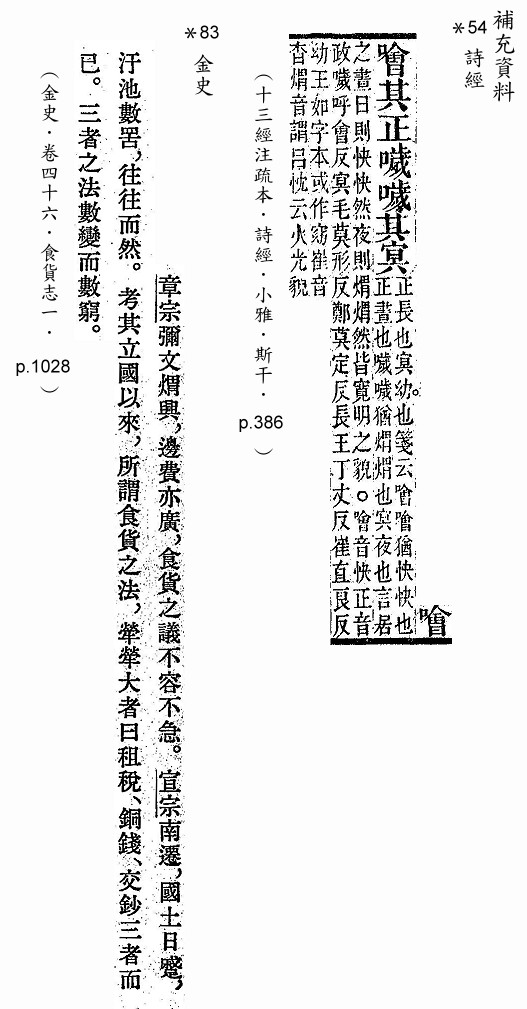 補充資料
*54 詩經
噲
噲其正噦噦其冥
正長也冥幼也箋云噲噲猶快快也
正晝也噦噦猶煟煟也冥夜也言居
之晝日則快快然夜則煟煟然皆寬明之貌○噲音快正音
政噦呼會反冥毛莫形反鄭莫定反長王丁丈反崔直良反
幼王如字本或作窈崔音
杳煟音謂呂忱云火光貌
（十三經注疏本．詩經．小雅．斯干．p.386）
*83 金史
章宗彌文煟興，邊費亦廣，食貨之議不容不急。宣宗南遷，國土日蹙，
汙池數罟，往往而然。考其立國以來，所謂食貨之法，犖犖大者曰租稅、銅錢、交鈔三者而
已。三者之法數變而數窮。
（金史．卷四十六．食貨志一．p.1028）